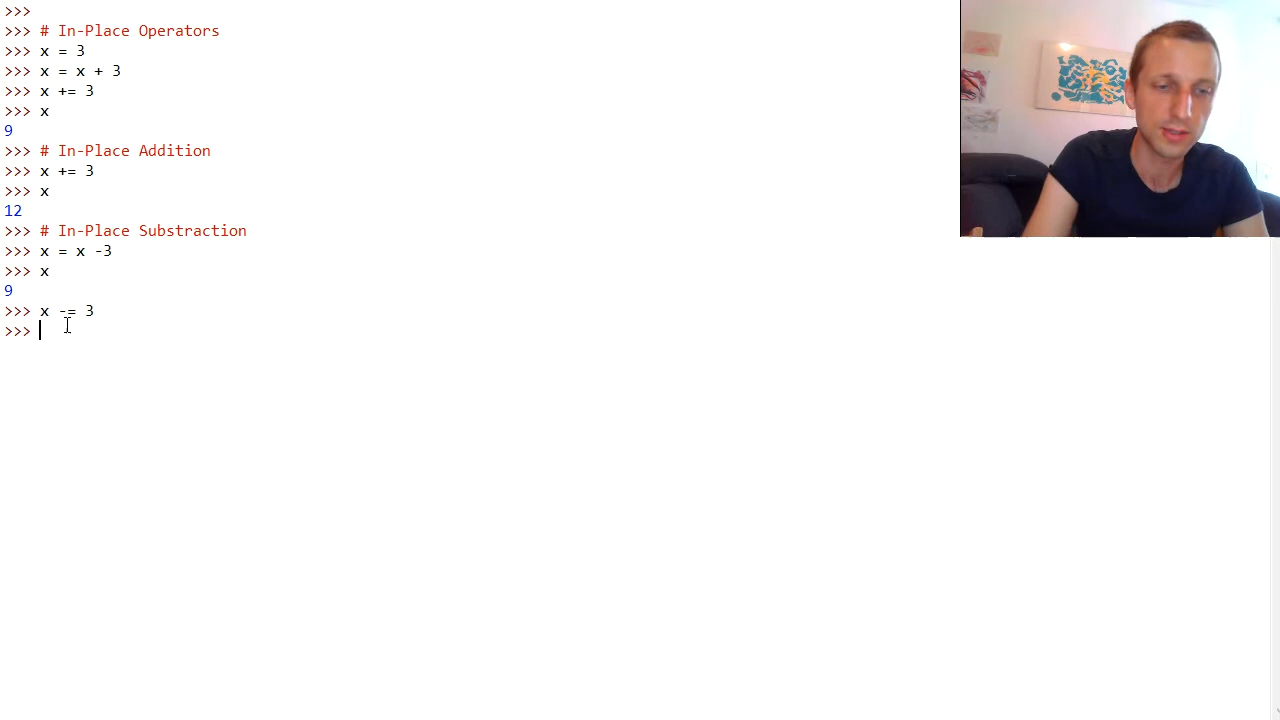 >>>
>>> # In-Place Operators
>>> x = 3
>>> x = x + 3
>>> x += 3
>>> x
9
>>> # In-Place Addition
>>> x += 3
>>> x
12
>>> # In-Place Substraction
>>> x = x -3
>>> x
9
>>> x -= 3
>>>